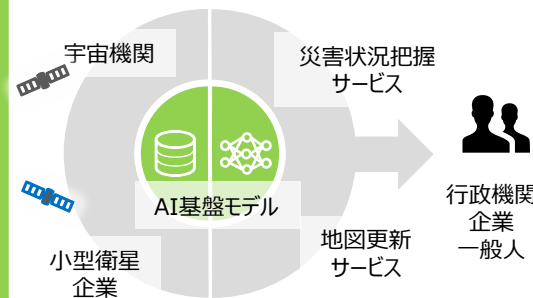 宇宙機関
災害状況把握
サービス
AI基盤モデル
行政機関
企業
一般人
小型衛星
企業
地図更新
サービス